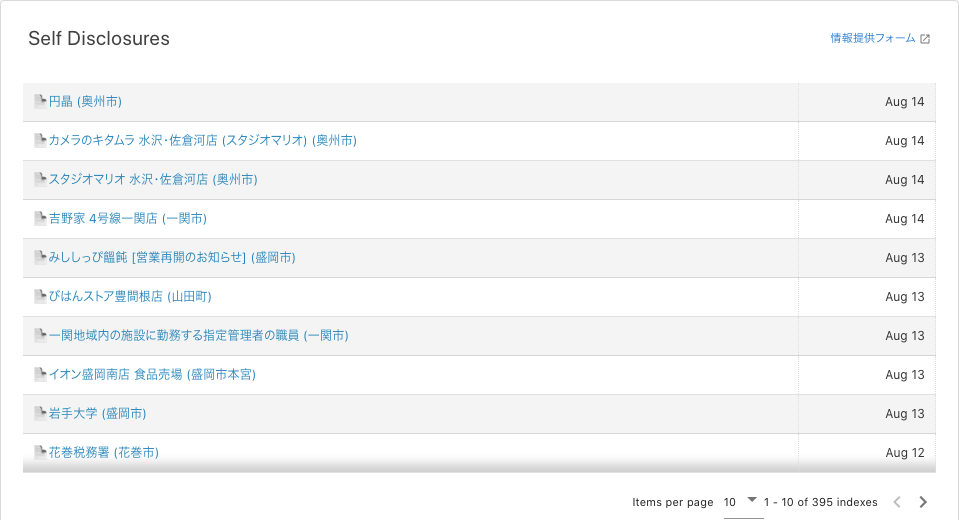 Self Disclosures
情報提供フォーム
円晶 (奥州市) Aug 14
カメラのキタムラ 水沢・佐倉河店 (スタジオマリオ) (奥州市) Aug 14
スタジオマリオ 水沢・佐倉河店 (奥州市) Aug 14
吉野家 4号線一関店 (一関市) Aug 14
みししっぴ饂飩 [営業再開のお知らせ] (盛岡市) Aug 13
びはんストア豊間根店 (山田町) Aug 13
一関地域内の施設に勤務する指定管理者の職員 (一関市) Aug 13
イオン盛岡南店 食品売場 (盛岡市本宮) Aug 13
岩手大学 (盛岡市) Aug 13
花巻税務署 (花巻市) Aug 12
Items per page 10 1 - 10 of 395 indexes